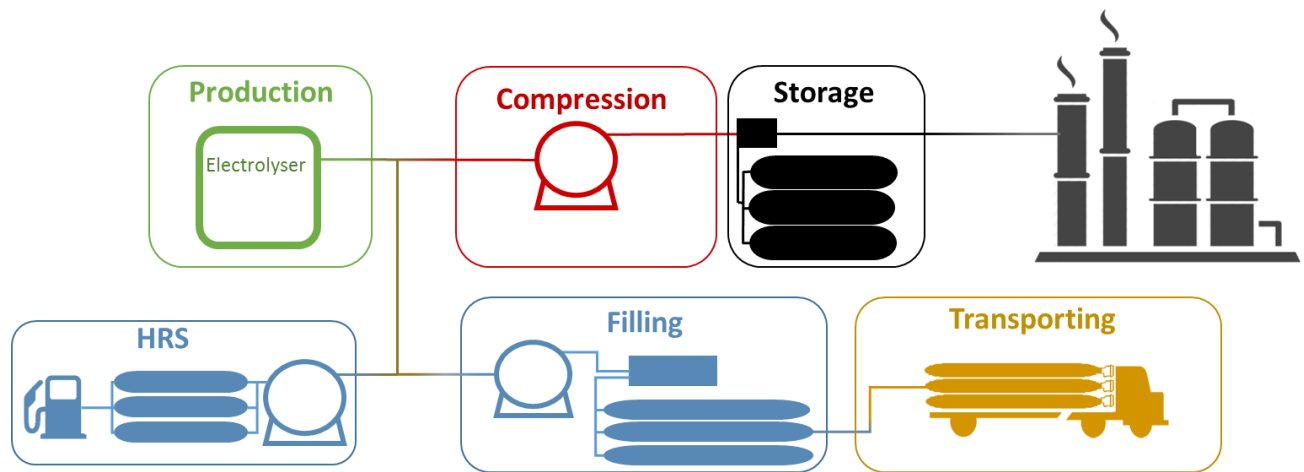 Production
Compression
Storage
Electrolyser
HRS
Filling
Transporting